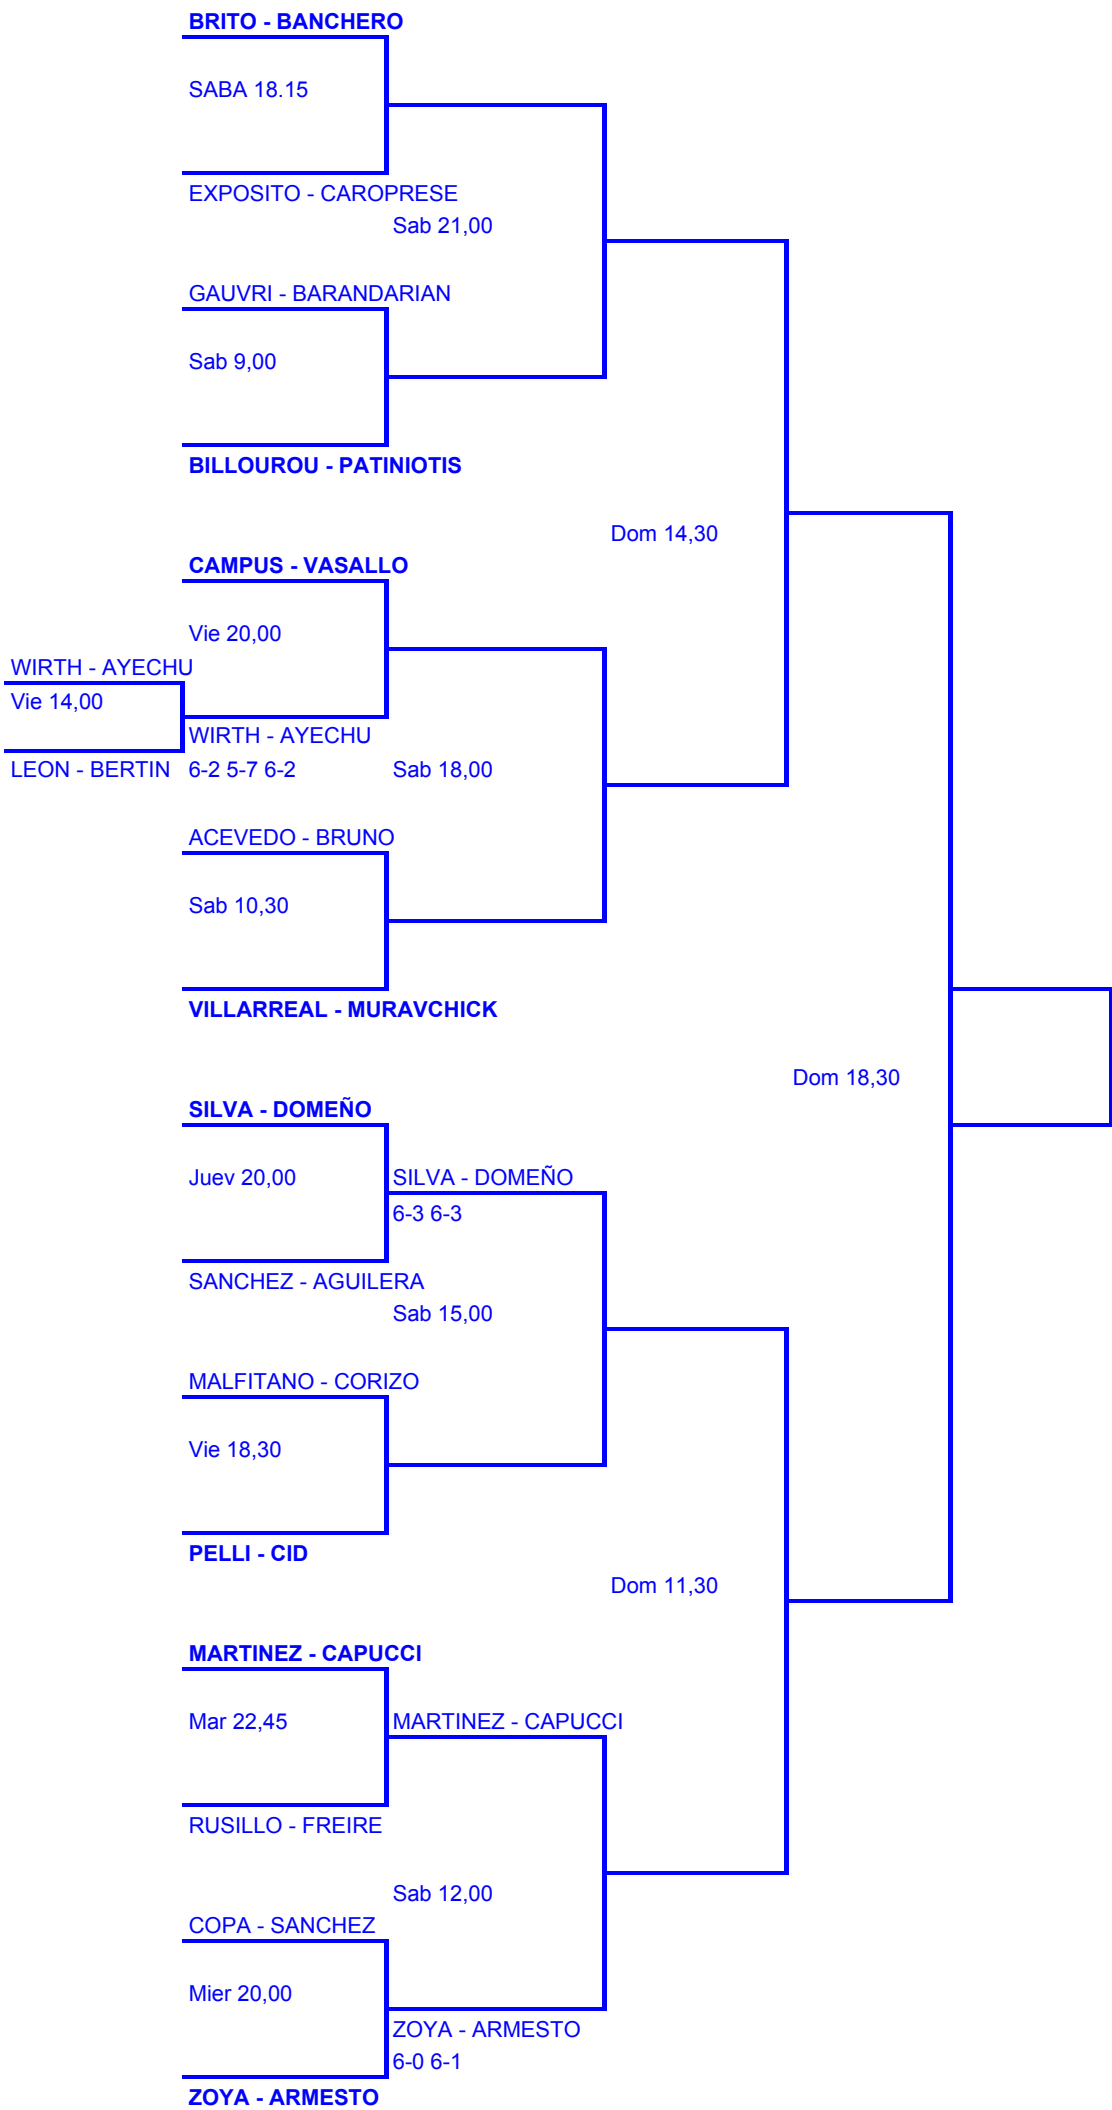 BRITO - BANCHERO
SABA 18.15
EXPOSITO - CAROPRESE
Sab 21,00
GAUVRI - BARANDARIAN
Sab 9,00
BILLOUROU - PATINIOTIS
Dom 14,30
CAMPUS - VASALLO
Vie 20,00
WIRTH - AYECHU
Vie 14,00
WIRTH - AYECHU
LEON - BERTIN
6-2 5-7 6-2
Sab 18,00
ACEVEDO - BRUNO
Sab 10,30
VILLARREAL - MURAVCHICK
Dom 18,30
SILVA - DOMEÑO
Juev 20,00
SILVA - DOMEÑO
6-3 6-3
SANCHEZ - AGUILERA
Sab 15,00
MALFITANO - CORIZO
Vie 18,30
PELLI - CID
Dom 11,30
MARTINEZ - CAPUCCI
Mar 22,45
MARTINEZ - CAPUCCI
RUSILLO - FREIRE
Sab 12,00
COPA - SANCHEZ
Mier 20,00
ZOYA - ARMESTO
6-0 6-1
ZOYA - ARMESTO